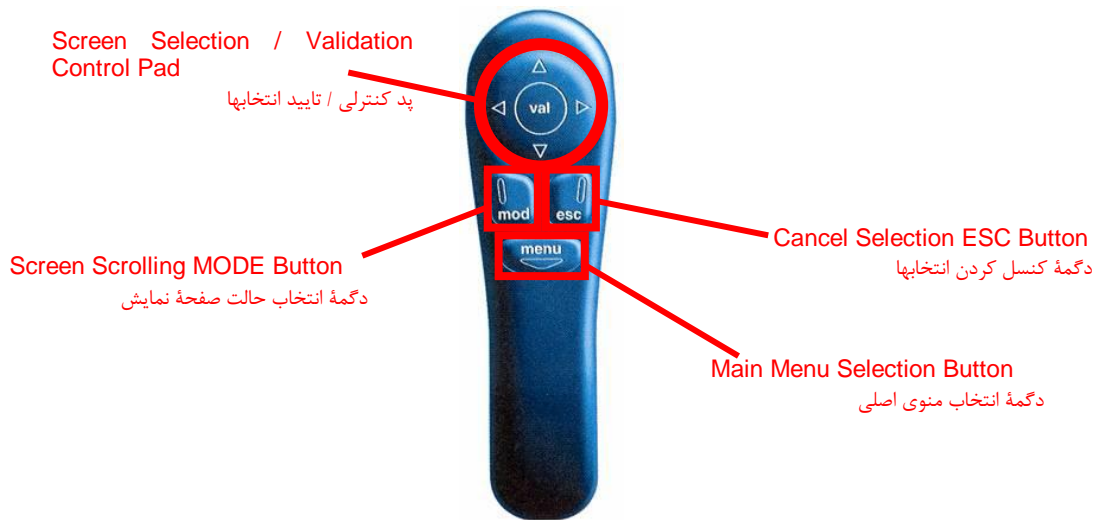 Screen Selection / Validation
Control Pad
پد کنترلی / تایید انتخابها
val
mod
esc
menu
Cancel Selection ESC Button
دگمهٔ کنسل کردن انتخابها
Screen Scrolling MODE Button
دگمهٔ انتخاب حالت صفحهٔ نمایش
Main Menu Selection Button
دگمهٔ انتخاب منوی اصلی